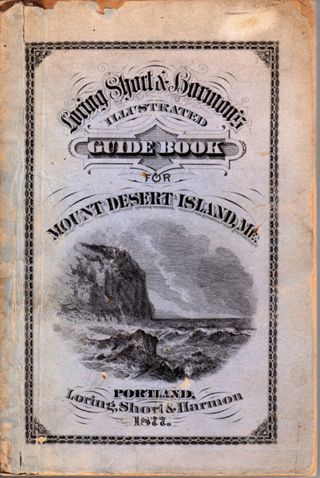 Loring, Short & Harmon's
ILLUSTRATED
GUIDE BOOK
FOR
MOUNT DESERT ISLAND, ME.
PORTLAND,
Loring, Short & Harmon
1877.